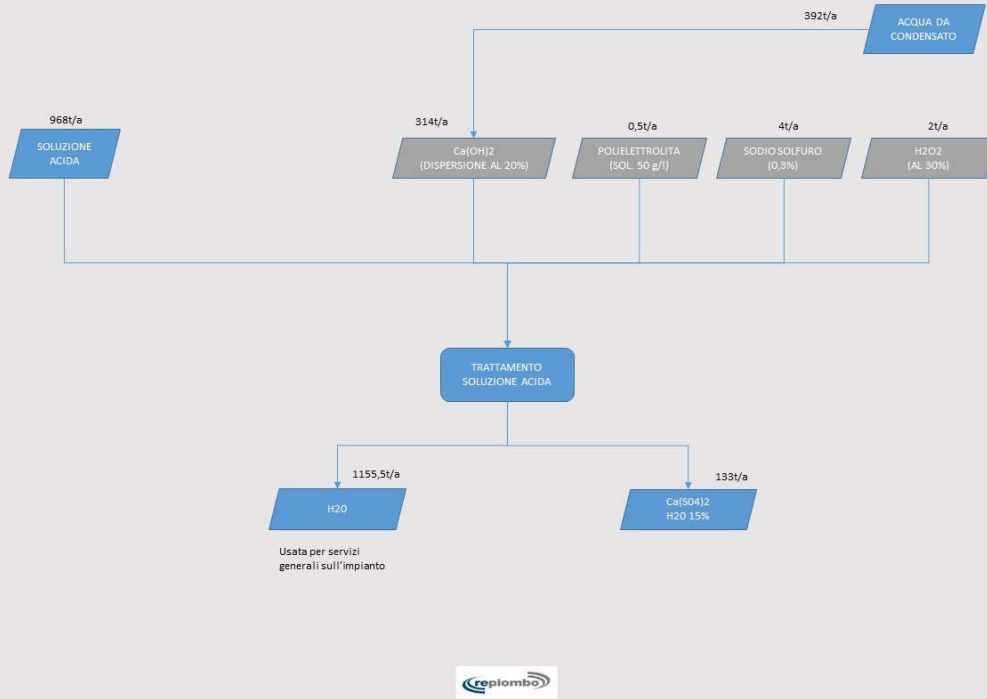 392t/a
ACQUA DA
CONDENSATO
968t/a
SOLUZIONE
ACIDA
314t/a
Ca(OH)2
(DISPERSIONE AL 20%)
0,5t/a
POLIELETTROLITA
(SOL. 50 g/l)
4t/a
SODIO SOLFURO
(0,3%)
2t/a
H2O2
(AL 30%)
TRATTAMENTO
SOLUZIONE ACIDA
1155,5t/a
H20
Usata per servizi
generali sull'impianto
133t/a
Ca(S04)2
H20 15%
repiombo